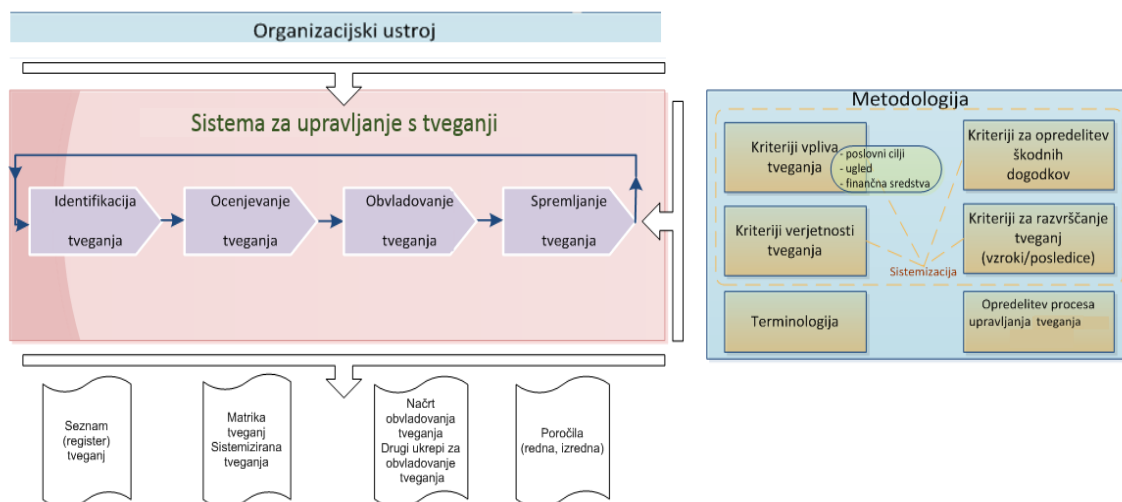 Organizacijski ustroj
Sistema za upravljanje s tveganji
Identifikacija
tveganja
Ocenjevanje
tveganja
Obvladovanje
tveganja
Spremljanje
tveganja
Seznam
(register)
tveganj
Matrika
tveganj
Sistemizirana
tveganja
Načrt
obvladovanja
tveganja
Drugi ukrepi za
obvladovanje
tveganja
Poročila
(redna, izredna)
Metodologija
Kriteriji vpliva
tveganja
- poslovni cilji
- ugled
- finančna sredstva
Kriteriji za opredelitev
škodnih
dogodkov
Kriteriji verjetnosti
tveganja
Kriteriji za razvrščanje
tveganj
(vzroki/posledice)
Sistemizacija
Terminologija
Opredelitev procesa
upravljanja tveganja